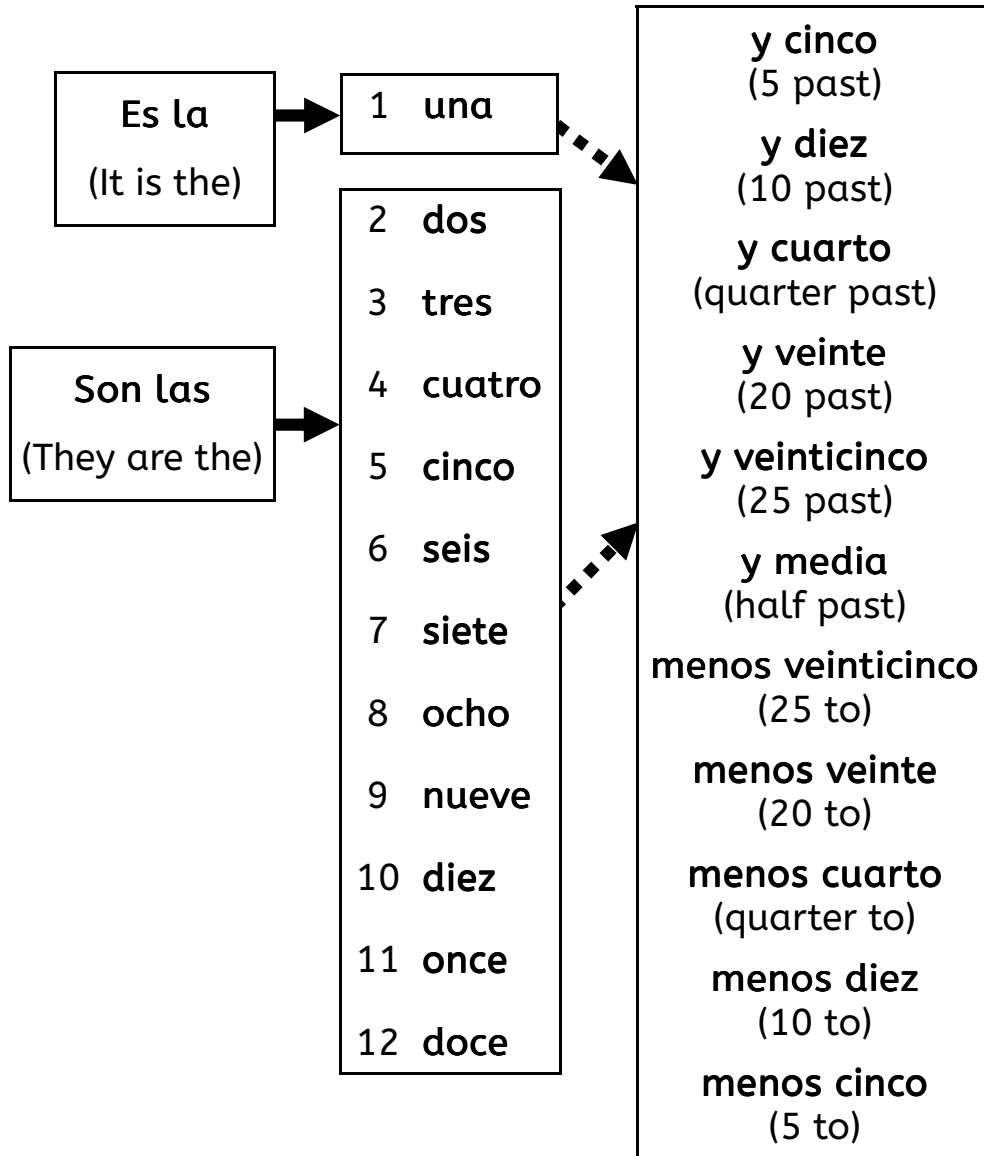 Es la
(It is the)
1 una
Son las
(They are the)
2 dos
3 tres
4 cuatro
5 cinco
6 seis
7 siete
8 ocho
9 nueve
10 diez
11 once
12 doce
y cinco
(5 past)
y diez
(10 past)
y cuarto
(quarter past)
y veinte
(20 past)
y veinticinco
(25 past)
y media
(half past)
menos veinticinco
(25 to)
menos veinte
(20 to)
menos cuarto
(quarter to)
menos diez
(10 to)
menos cinco
(5 to)